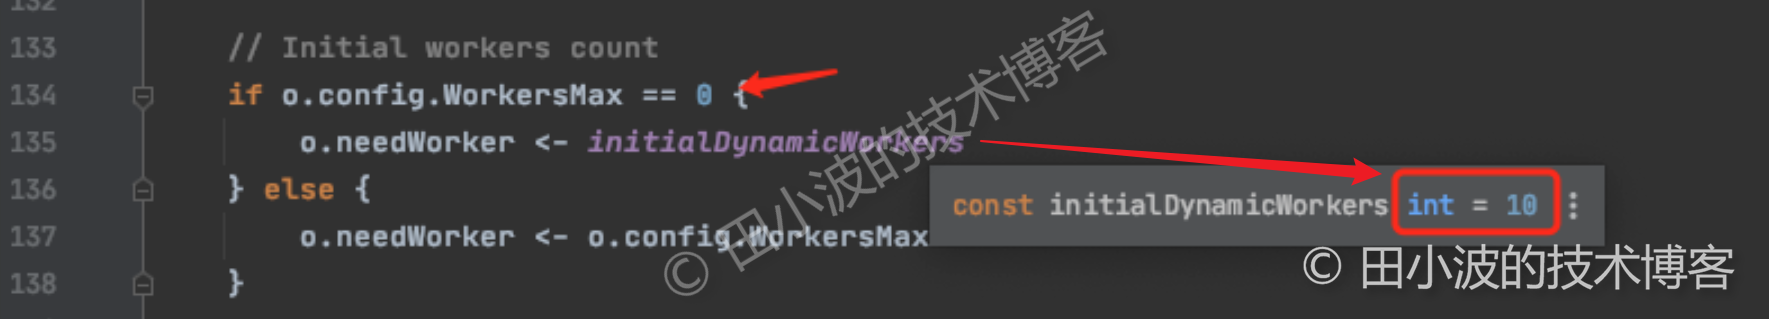 132
133 // Initial workers count
134 if o.config.WorkersMax == 0 {
135 o.needWorker <- initialDynamicWorkers
136 } else {
const initialDynamicWorkers int = 10
137 o.needWorker <- o.config.WorkersMax
138 }
© 田小波的技术博客
© 田小波的技术博客